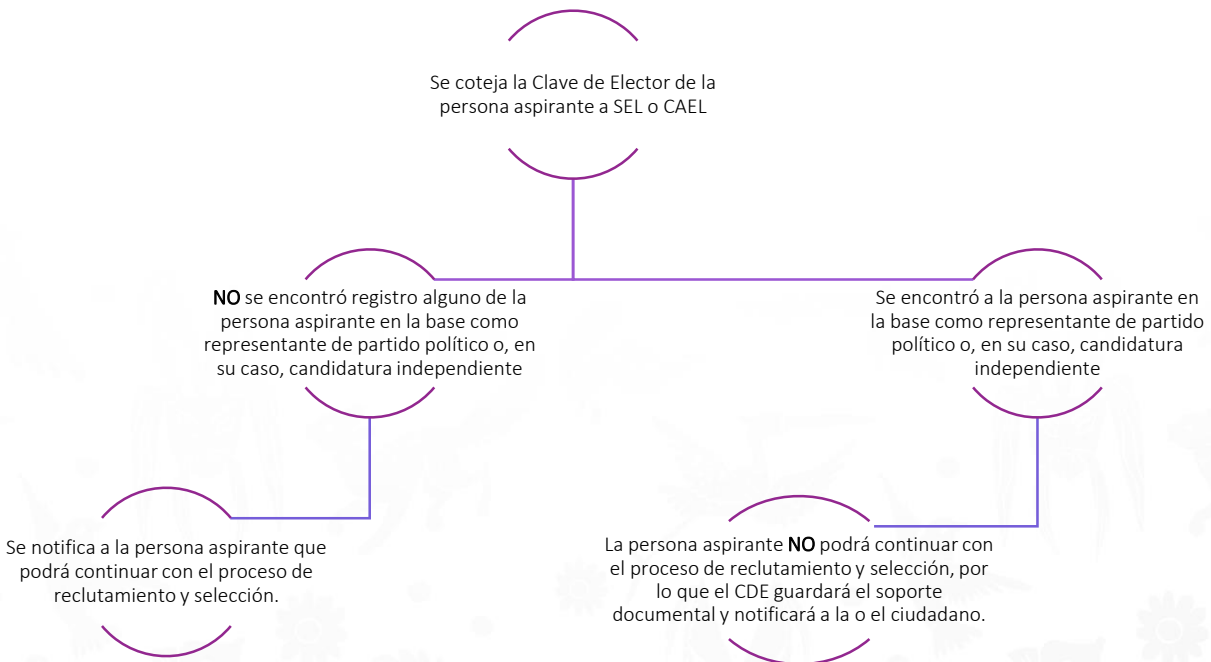 Se coteja la Clave de Elector de la
persona aspirante a SEL o CAEL
NO se encontró registro alguno de la
persona aspirante en la base como
representante de partido político o, en
su caso, candidatura independiente
Se encontró a la persona aspirante en
la base como representante de partido
político o, en su caso, candidatura
independiente
Se notifica a la persona aspirante que
podrá continuar con el proceso de
reclutamiento y selección.
La persona aspirante NO podrá continuar con
el proceso de reclutamiento y selección, por
lo que el CDE guardará el soporte
documental y notificará a la o el ciudadano.